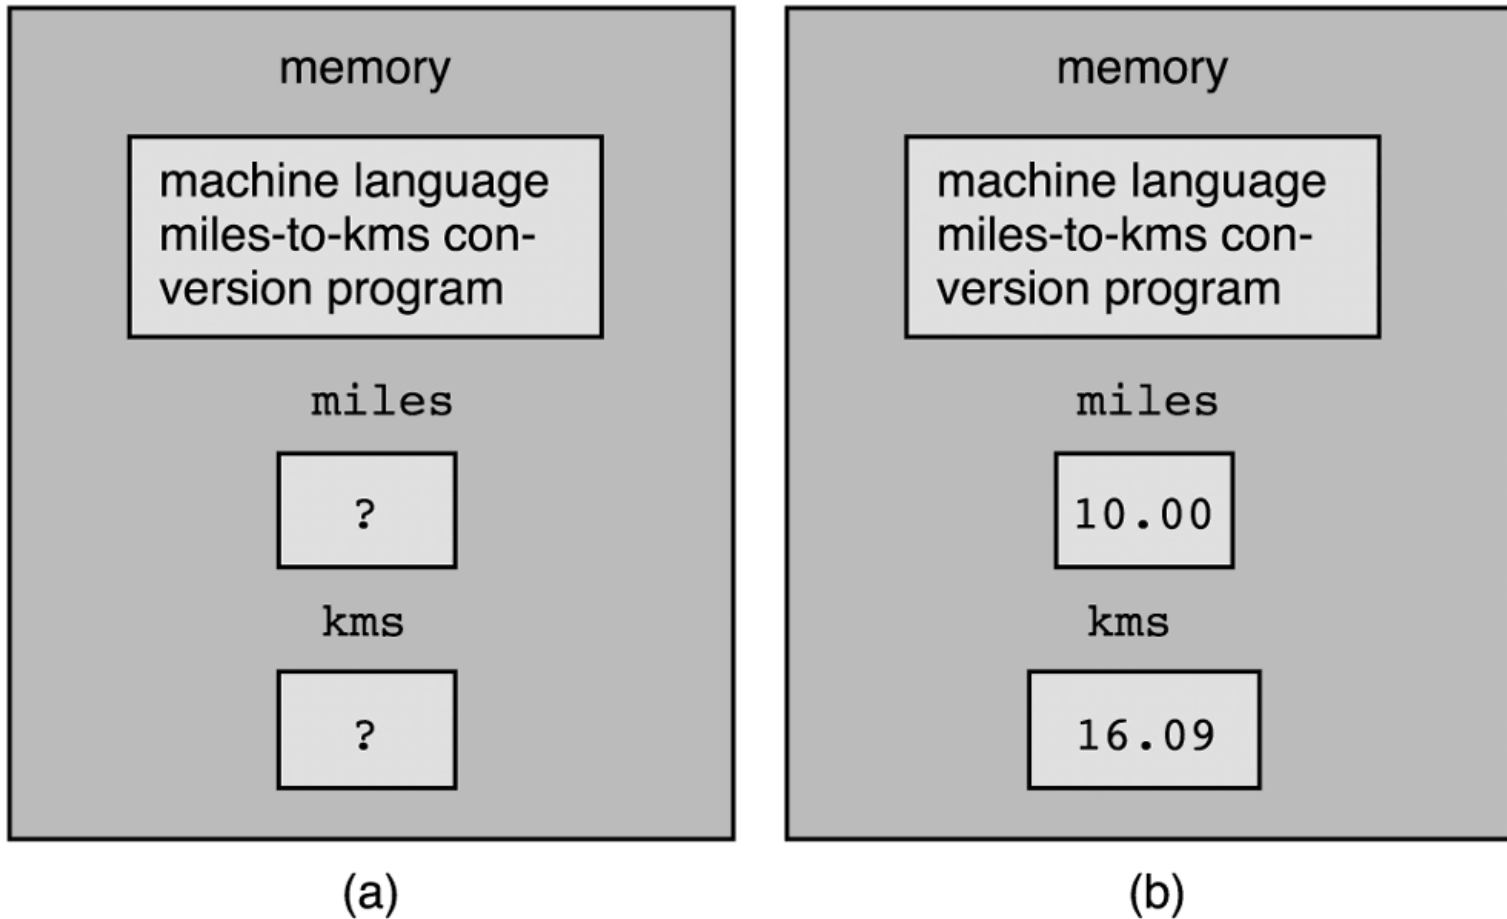 memory
machine language
miles-to-kms con-
version program
miles
?
kms
?
(a)
memory
machine language
miles-to-kms con-
version program
miles
10.00
kms
16.09
(b)